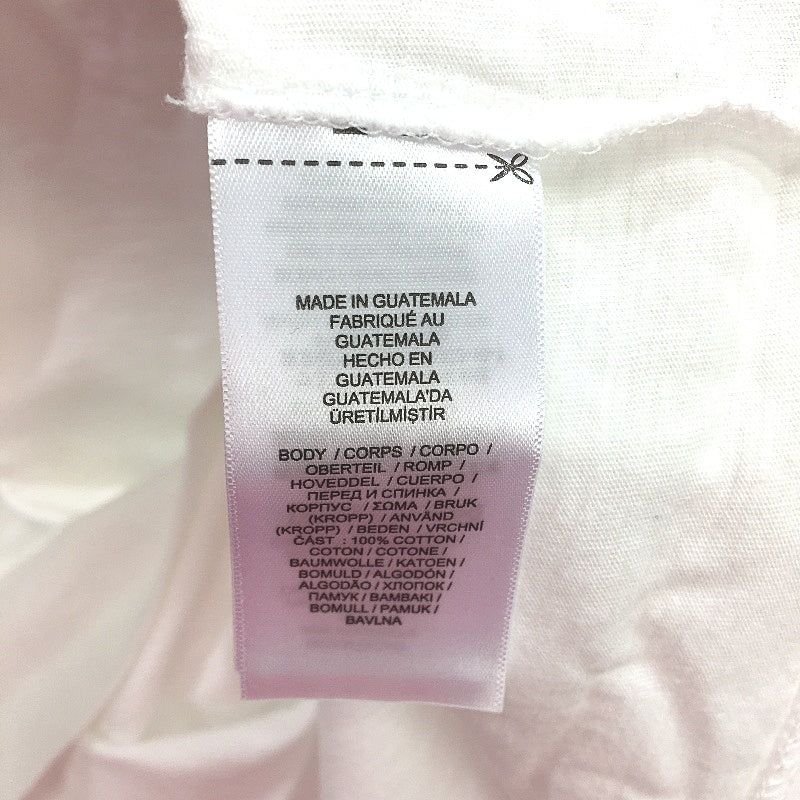 MADE IN GUATEMALA
FABRIQUÉ AU
GUATEMALA
HECHO EN
GUATEMALA
GUATEMALA'DA
ÜRETİLMİŞTİR
BODY / CORPS / CORPO /
OBERTEIL / ROMP /
HOVEDDEL / CUERPO /
ПЕРЕД И СПИНКА /
КОРПУС / ΣΩΜΑ / BRUK
(KROPP) / ANVÄND
(KROPP) / BEDEN / VRCHNÍ
ČÁST : 100% COTTON /
COTON / COTONE /
BAUMWOLLE / KATOEN /
BOMULD / ALGODÓN /
ALGODÃO / ХЛОПОК /
ПАМУК / ΒΑΜΒΑΚΙ /
BOMULL / PAMUK /
BAVLNA